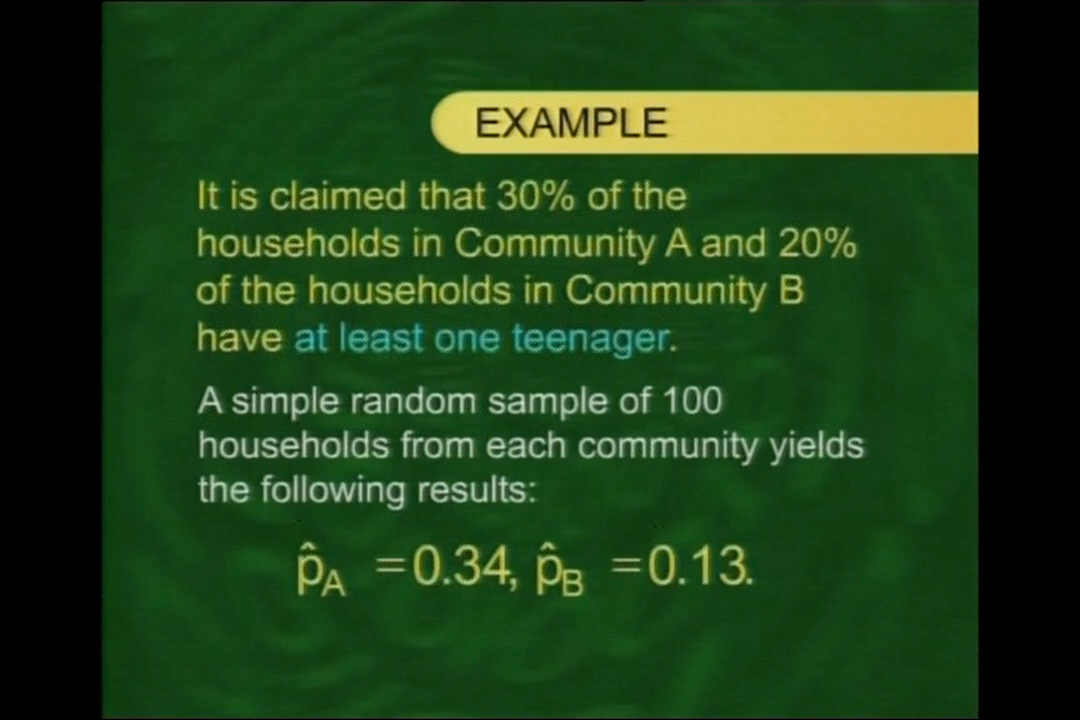 EXAMPLE
It is claimed that 30% of the
households in Community A and 20%
of the households in Community B
have at least one teenager.
A simple random sample of 100
households from each community yields
the following results:
p̂A =0.34, p̂B =0.13.